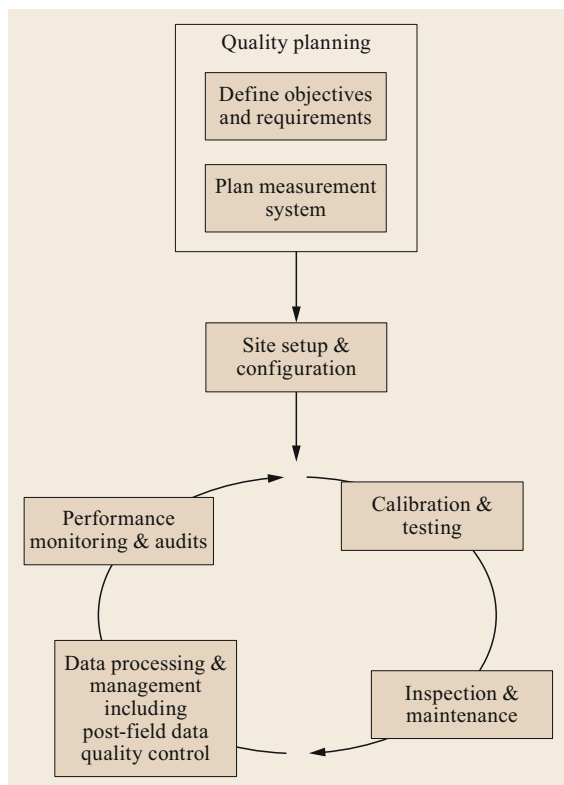 Quality planning
Define objectives
and requirements
Plan measurement
system
Site setup &
configuration
Calibration &
testing
Inspection &
maintenance
Data processing &
management
including
post-field data
quality control
Performance
monitoring & audits